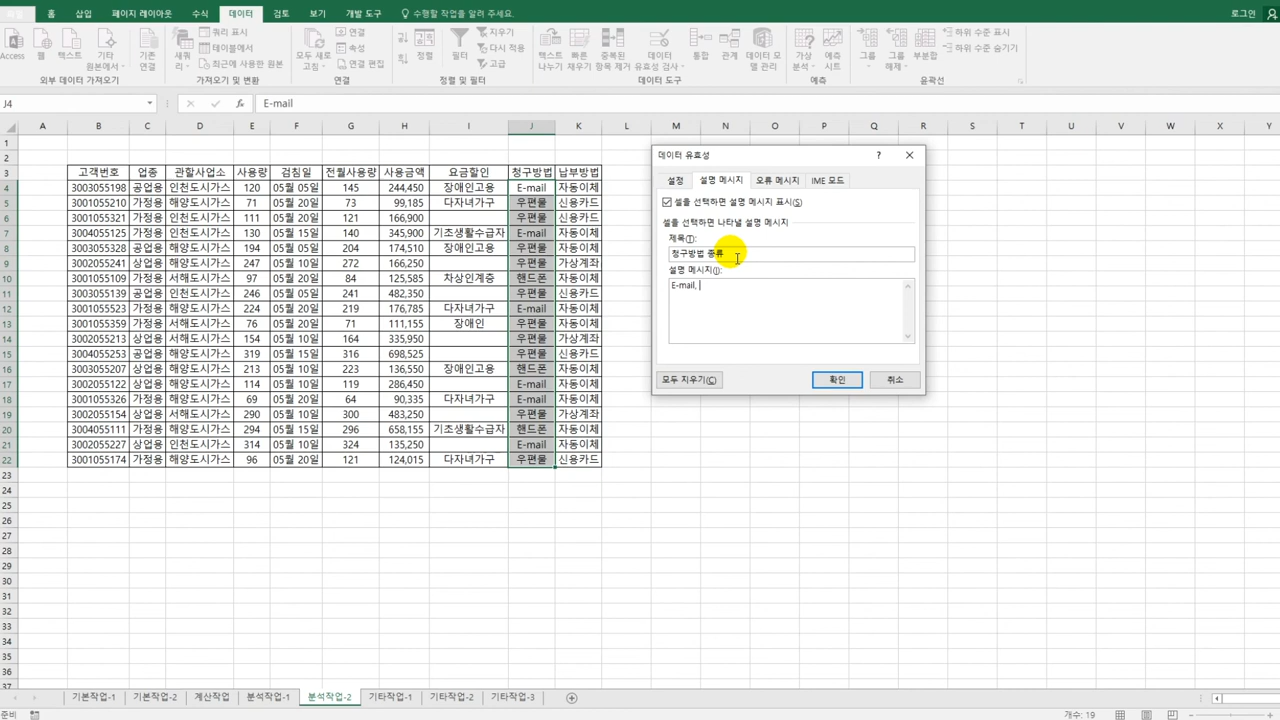 파일 홈 삽입 페이지 레이아웃 수식 데이터 검토 보기 개발 도구 수행할 작업을 알려 주세요. 로그인
Access 웹 텍스트 기타 원본에서 기존 연결 새 쿼리 쿼리 표시 테이블에서 최근에 사용한 원본 모두 새로 고침 연결 속성 연결 편집 정렬 필터 지우기 다시 적용 고급 텍스트 나누기 빠른 채우기 중복된 항목 제거 데이터 유효성 검사 통합 관계 데이터 모델 관리 가상 분석 예측 시트 그룹 그룹 해제 부분합 하위 수준 표시 하위 수준 숨기기
외부 데이터 가져오기 가져오기 및 변환 연결 정렬 및 필터 데이터 도구 예측 윤곽선
J4 fx E-mail
A B C D E F G H I J K L M N O P Q R S T U V W X Y
1
2
3 고객번호 업종 관할사업소 사용량 검침일 전월사용량 사용금액 요금할인 청구방법 납부방법
4 3003055198 공업용 인천도시가스 120 05월 05일 145 244,450 장애인고용 E-mail 자동이체
5 3001055210 가정용 해양도시가스 71 05월 20일 73 99,185 다자녀가구 우편물 신용카드
6 3001055321 가정용 인천도시가스 111 05월 20일 121 166,900 우편물 신용카드
7 3004055125 가정용 인천도시가스 130 05월 15일 140 345,900 기초생활수급자 E-mail 자동이체
8 3003055328 공업용 해양도시가스 194 05월 05일 204 174,510 장애인고용 우편물 자동이체
9 3002055241 상업용 해양도시가스 247 05월 10일 272 166,250 우편물 가상계좌
10 3001055109 가정용 서해도시가스 97 05월 20일 84 125,585 차상인계층 핸드폰 자동이체
11 3003055139 공업용 인천도시가스 246 05월 05일 241 482,350 우편물 신용카드
12 3001055523 가정용 해양도시가스 224 05월 20일 219 176,785 다자녀가구 E-mail 자동이체
13 3001055359 가정용 서해도시가스 76 05월 20일 71 111,155 장애인 우편물 자동이체
14 3002055213 상업용 서해도시가스 154 05월 10일 164 335,950 우편물 가상계좌
15 3004055253 공업용 인천도시가스 319 05월 15일 316 698,525 우편물 신용카드
16 3003055207 상업용 해양도시가스 213 05월 10일 223 136,550 장애인고용 핸드폰 자동이체
17 3002055122 상업용 해양도시가스 114 05월 10일 119 286,450 E-mail 자동이체
18 3001055326 가정용 해양도시가스 69 05월 20일 64 90,335 다자녀가구 E-mail 자동이체
19 3002055154 상업용 서해도시가스 290 05월 10일 300 483,250 우편물 가상계좌
20 3004055111 가정용 서해도시가스 294 05월 15일 296 658,155 기초생활수급자 핸드폰 자동이체
21 3002055227 상업용 인천도시가스 314 05월 10일 324 135,250 E-mail 자동이체
22 3001055174 가정용 해양도시가스 96 05월 20일 121 124,015 다자녀가구 우편물 신용카드
23
24
25
26
27
28
29
30
31
32
33
34
35
36
37
데이터 유효성 ?
설정 설명 메시지 오류 메시지 IME 모드
셀을 선택하면 설명 메시지 표시(S)
셀을 선택하면 나타낼 설명 메시지
제목(T):
청구방법 종류
설명 메시지(I):
E-mail,
모두 지우기(C) 확인 취소
기본작업-1 기본작업-2 계산작업 분석작업-1 분석작업-2 기타작업-1 기타작업-2 기타작업-3
준비 개수: 19